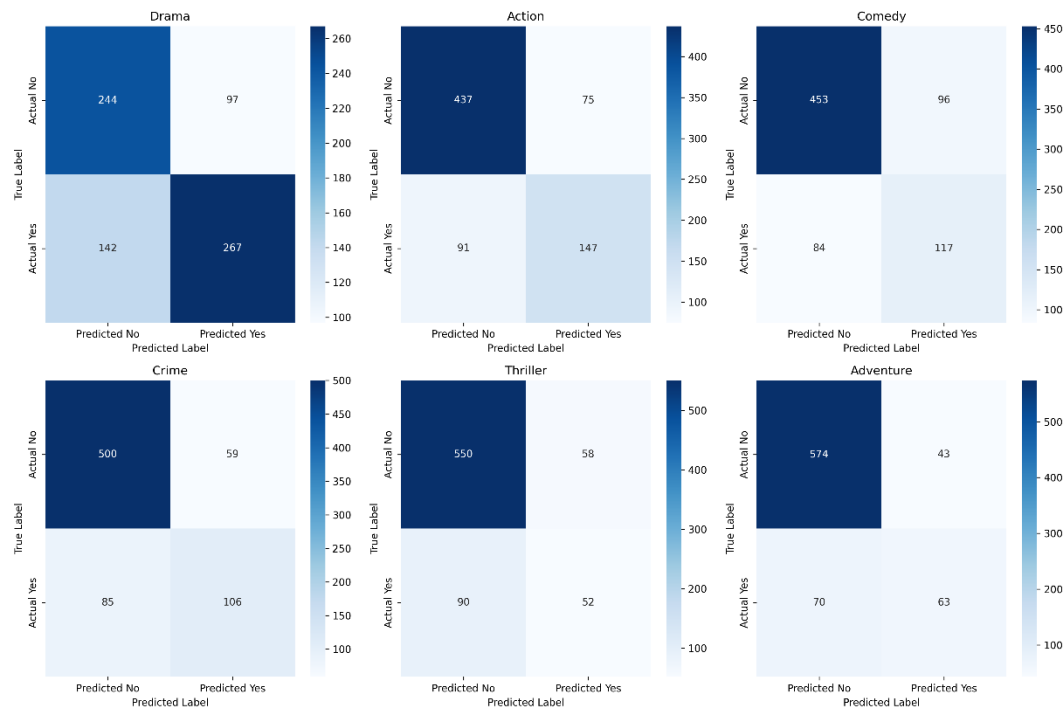 Drama
Actual No
Actual Yes
True Label
244
97
142
267
Predicted No
Predicted Yes
Predicted Label
260
240
220
200
180
160
140
120
100
Action
Actual No
Actual Yes
True Label
437
75
91
147
Predicted No
Predicted Yes
Predicted Label
400
350
300
250
200
150
100
Comedy
Actual No
Actual Yes
True Label
453
96
84
117
Predicted No
Predicted Yes
Predicted Label
450
400
350
300
250
200
150
100
Crime
Actual No
Actual Yes
True Label
500
59
85
106
Predicted No
Predicted Yes
Predicted Label
500
450
400
350
300
250
200
150
100
Thriller
Actual No
Actual Yes
True Label
550
58
90
52
Predicted No
Predicted Yes
Predicted Label
500
400
300
200
100
Adventure
Actual No
Actual Yes
True Label
574
43
70
63
Predicted No
Predicted Yes
Predicted Label
500
400
300
200
100